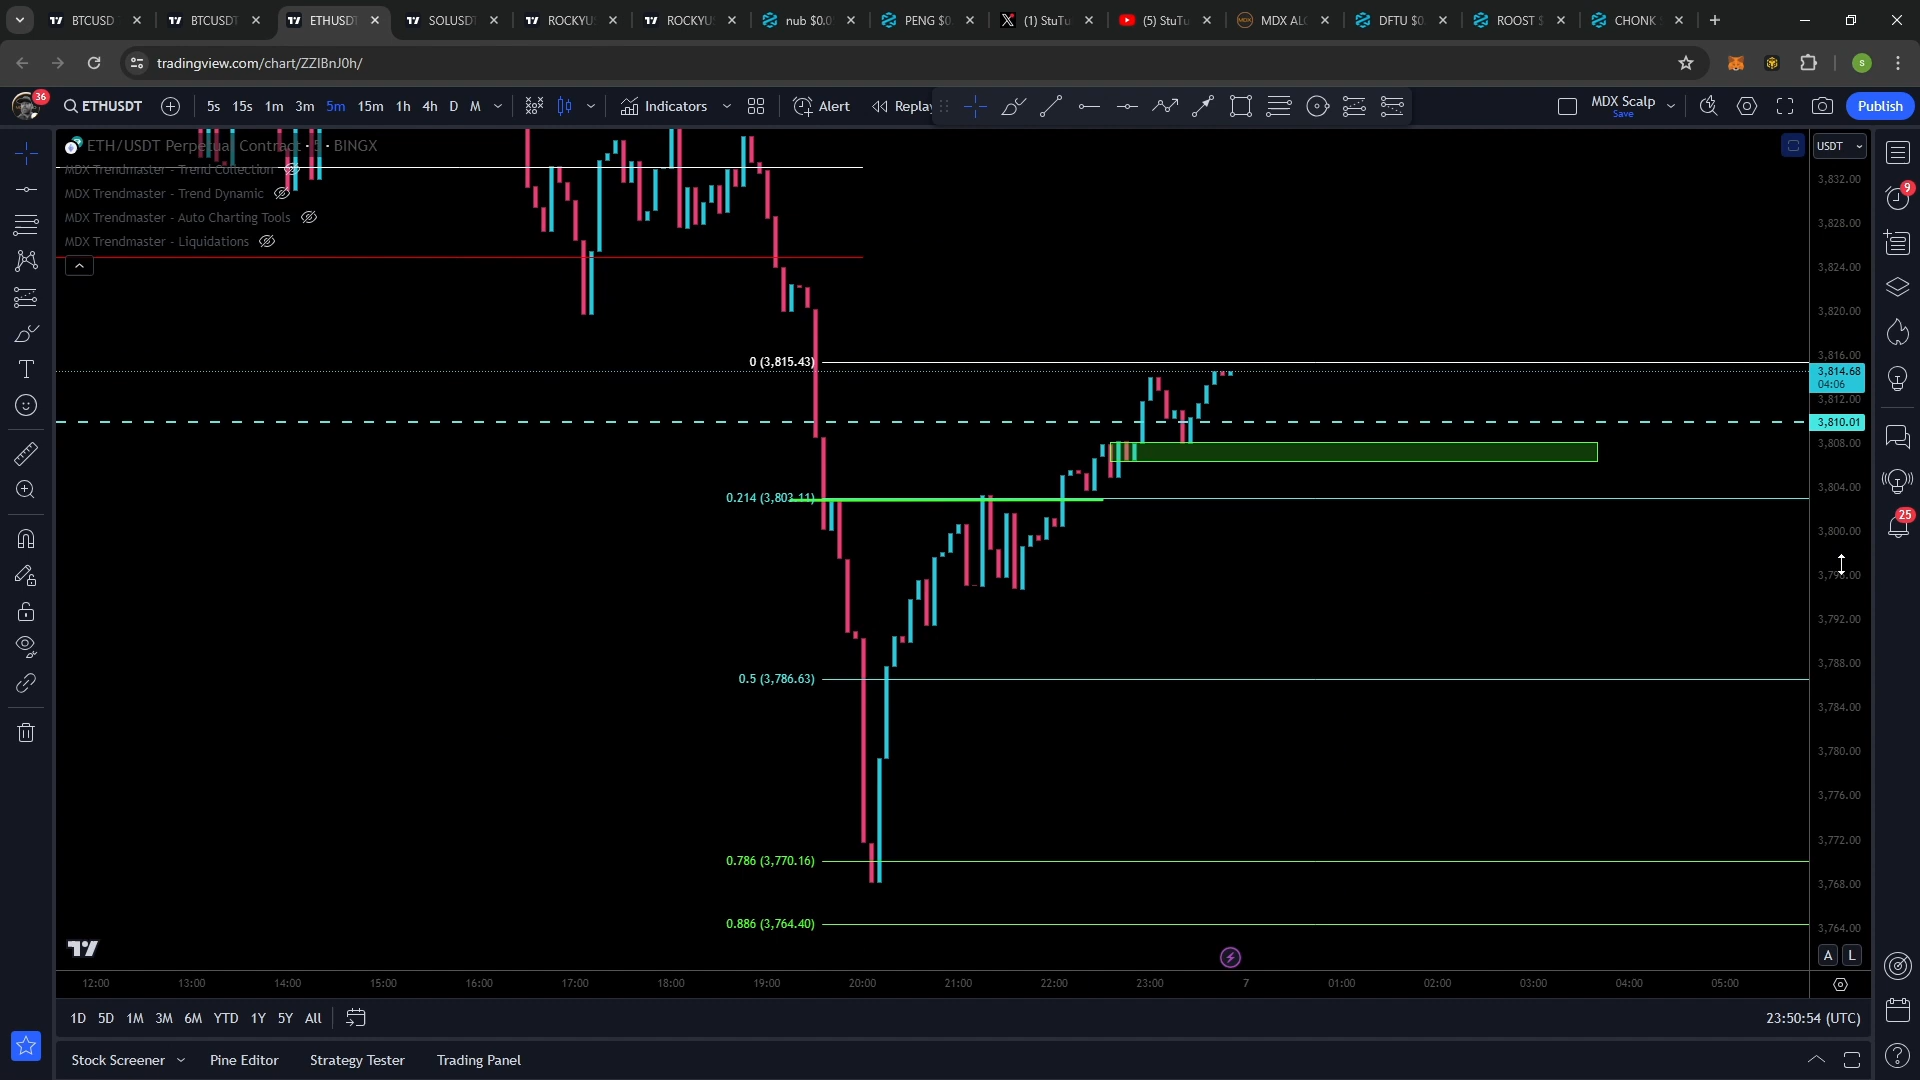 BTCUSD
BTCUSDT
ETHUSDT
SOLUSDT
ROCKYU
ROCKYU
nub $0.0
PENG $0
(1) StuTu
(5) StuTu
MDX ALG
DFTU $0.
ROOST $
CHONK
tradingview.com/chart/ZZIBnJ0h/
S
36
ETHUSDT
5s 15s 1m 3m 5m 15m 1h 4h D M
Indicators
Alert
Replay
MDX Scalp
Save
Publish
ETH/USDT Perpetual Contract · 5 · BINGX
MDX Trendmaster - Trend Collection
MDX Trendmaster - Trend Dynamic
MDX Trendmaster - Auto Charting Tools
MDX Trendmaster - Liquidations
USDT
3,832.00
3,828.00
3,824.00
3,820.00
3,816.00
3,814.68
04:06
3,812.00
3,810.01
3,808.00
3,804.00
3,800.00
3,792.00
3,788.00
3,784.00
3,780.00
3,776.00
3,772.00
3,768.00
3,764.00
0 (3,815.43)
0.214 (3,803.11)
0.5 (3,786.63)
0.786 (3,770.16)
0.886 (3,764.40)
9
25
A L
12:00 13:00 14:00 15:00 16:00 17:00 18:00 19:00 20:00 21:00 22:00 23:00 7 01:00 02:00 03:00 04:00 05:00
1D 5D 1M 3M 6M YTD 1Y 5Y All
23:50:54 (UTC)
Stock Screener
Pine Editor
Strategy Tester
Trading Panel